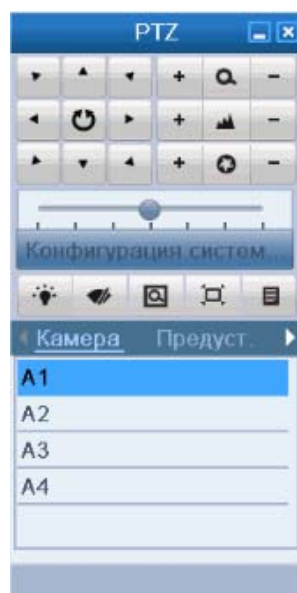 PTZ
+ −
+ −
+ −
Конфигурация систем...
Камера Предуст.
A1
A2
A3
A4